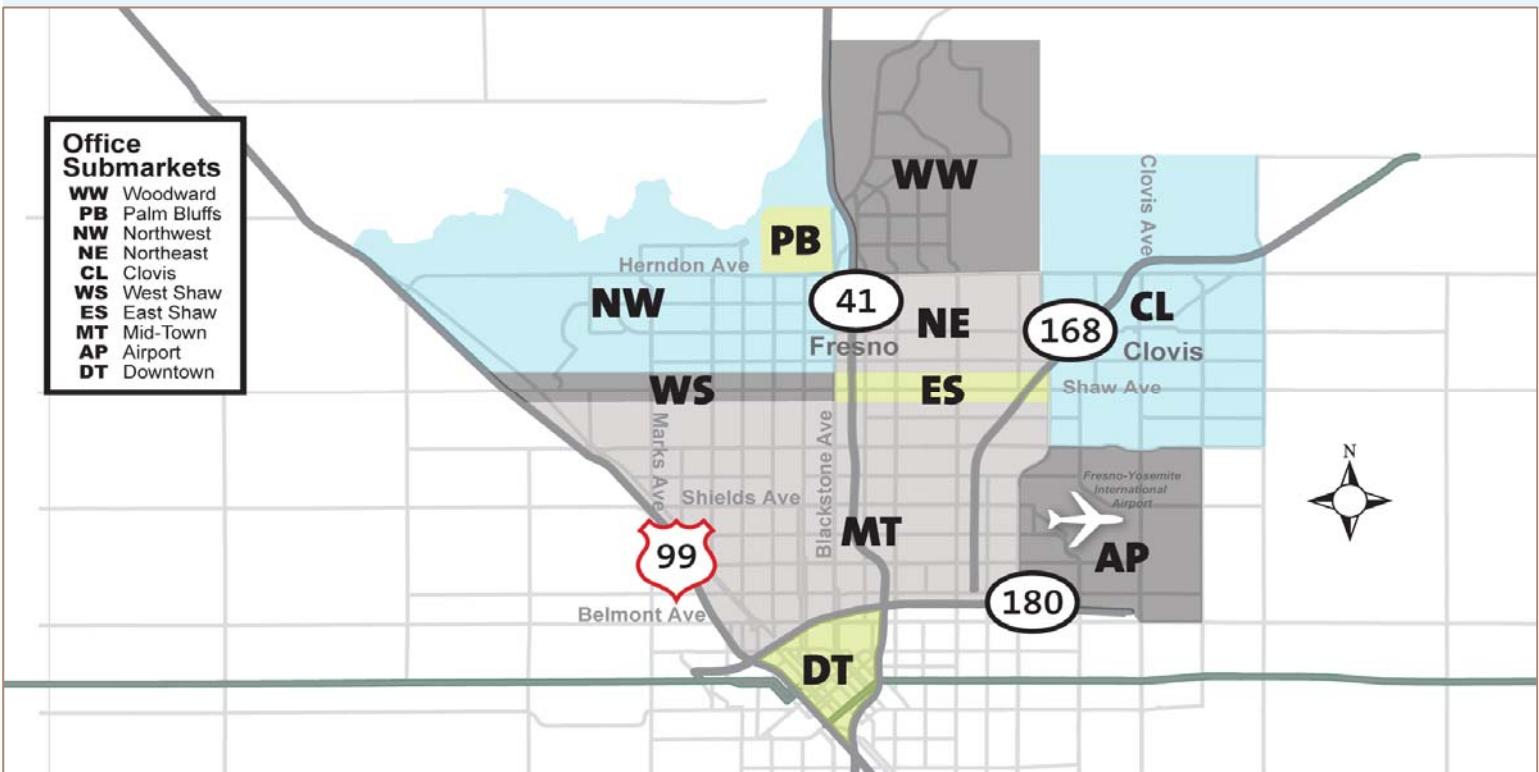 Office
Submarkets
WW Woodward
PB Palm Bluffs
NW Northwest
NE Northeast
CL Clovis
WS West Shaw
ES East Shaw
MT Mid-Town
AP Airport
DT Downtown
WW
Clovis Ave
PB
Herndon Ave
NW
41
NE
168
CL
Fresno
Clovis
WS
ES
Shaw Ave
Marks Ave
Blackstone Ave
Shields Ave
Fresno-Yosemite
International
Airport
N
MT
99
AP
180
Belmont Ave
DT